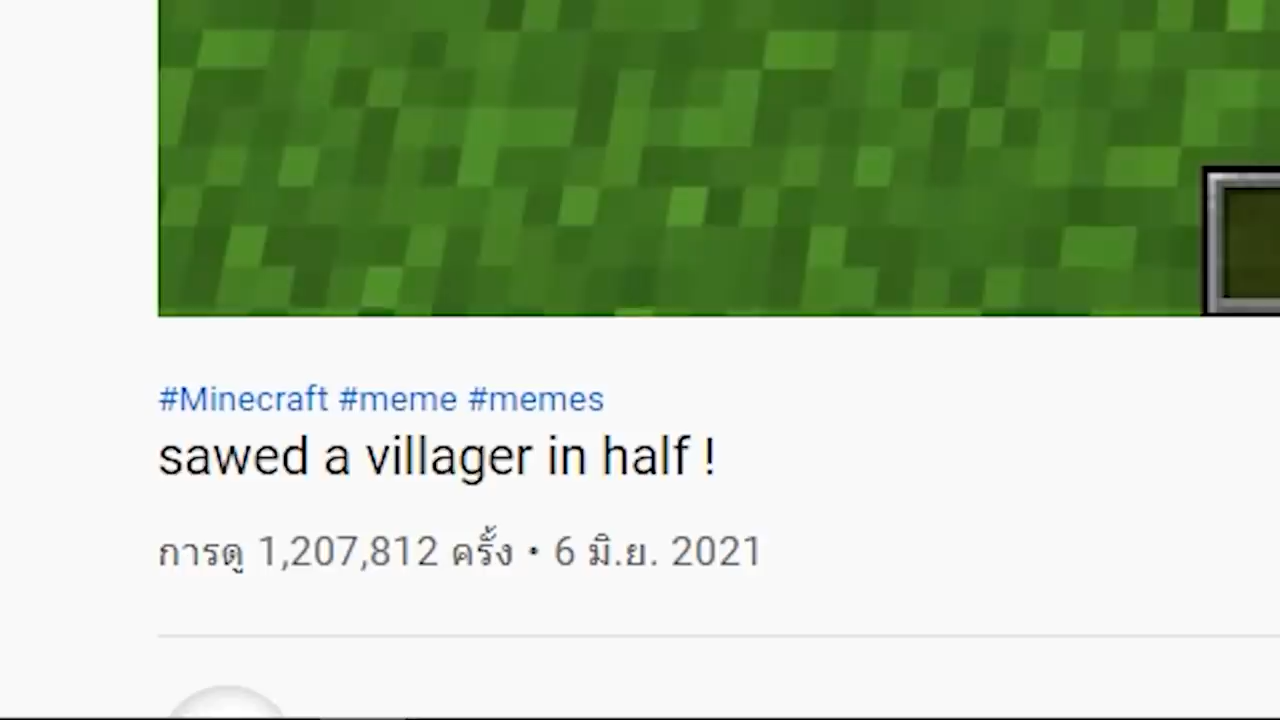 #Minecraft #meme #memes
sawed a villager in half !
การดู 1,207,812 ครั้ง • 6 มิ.ย. 2021